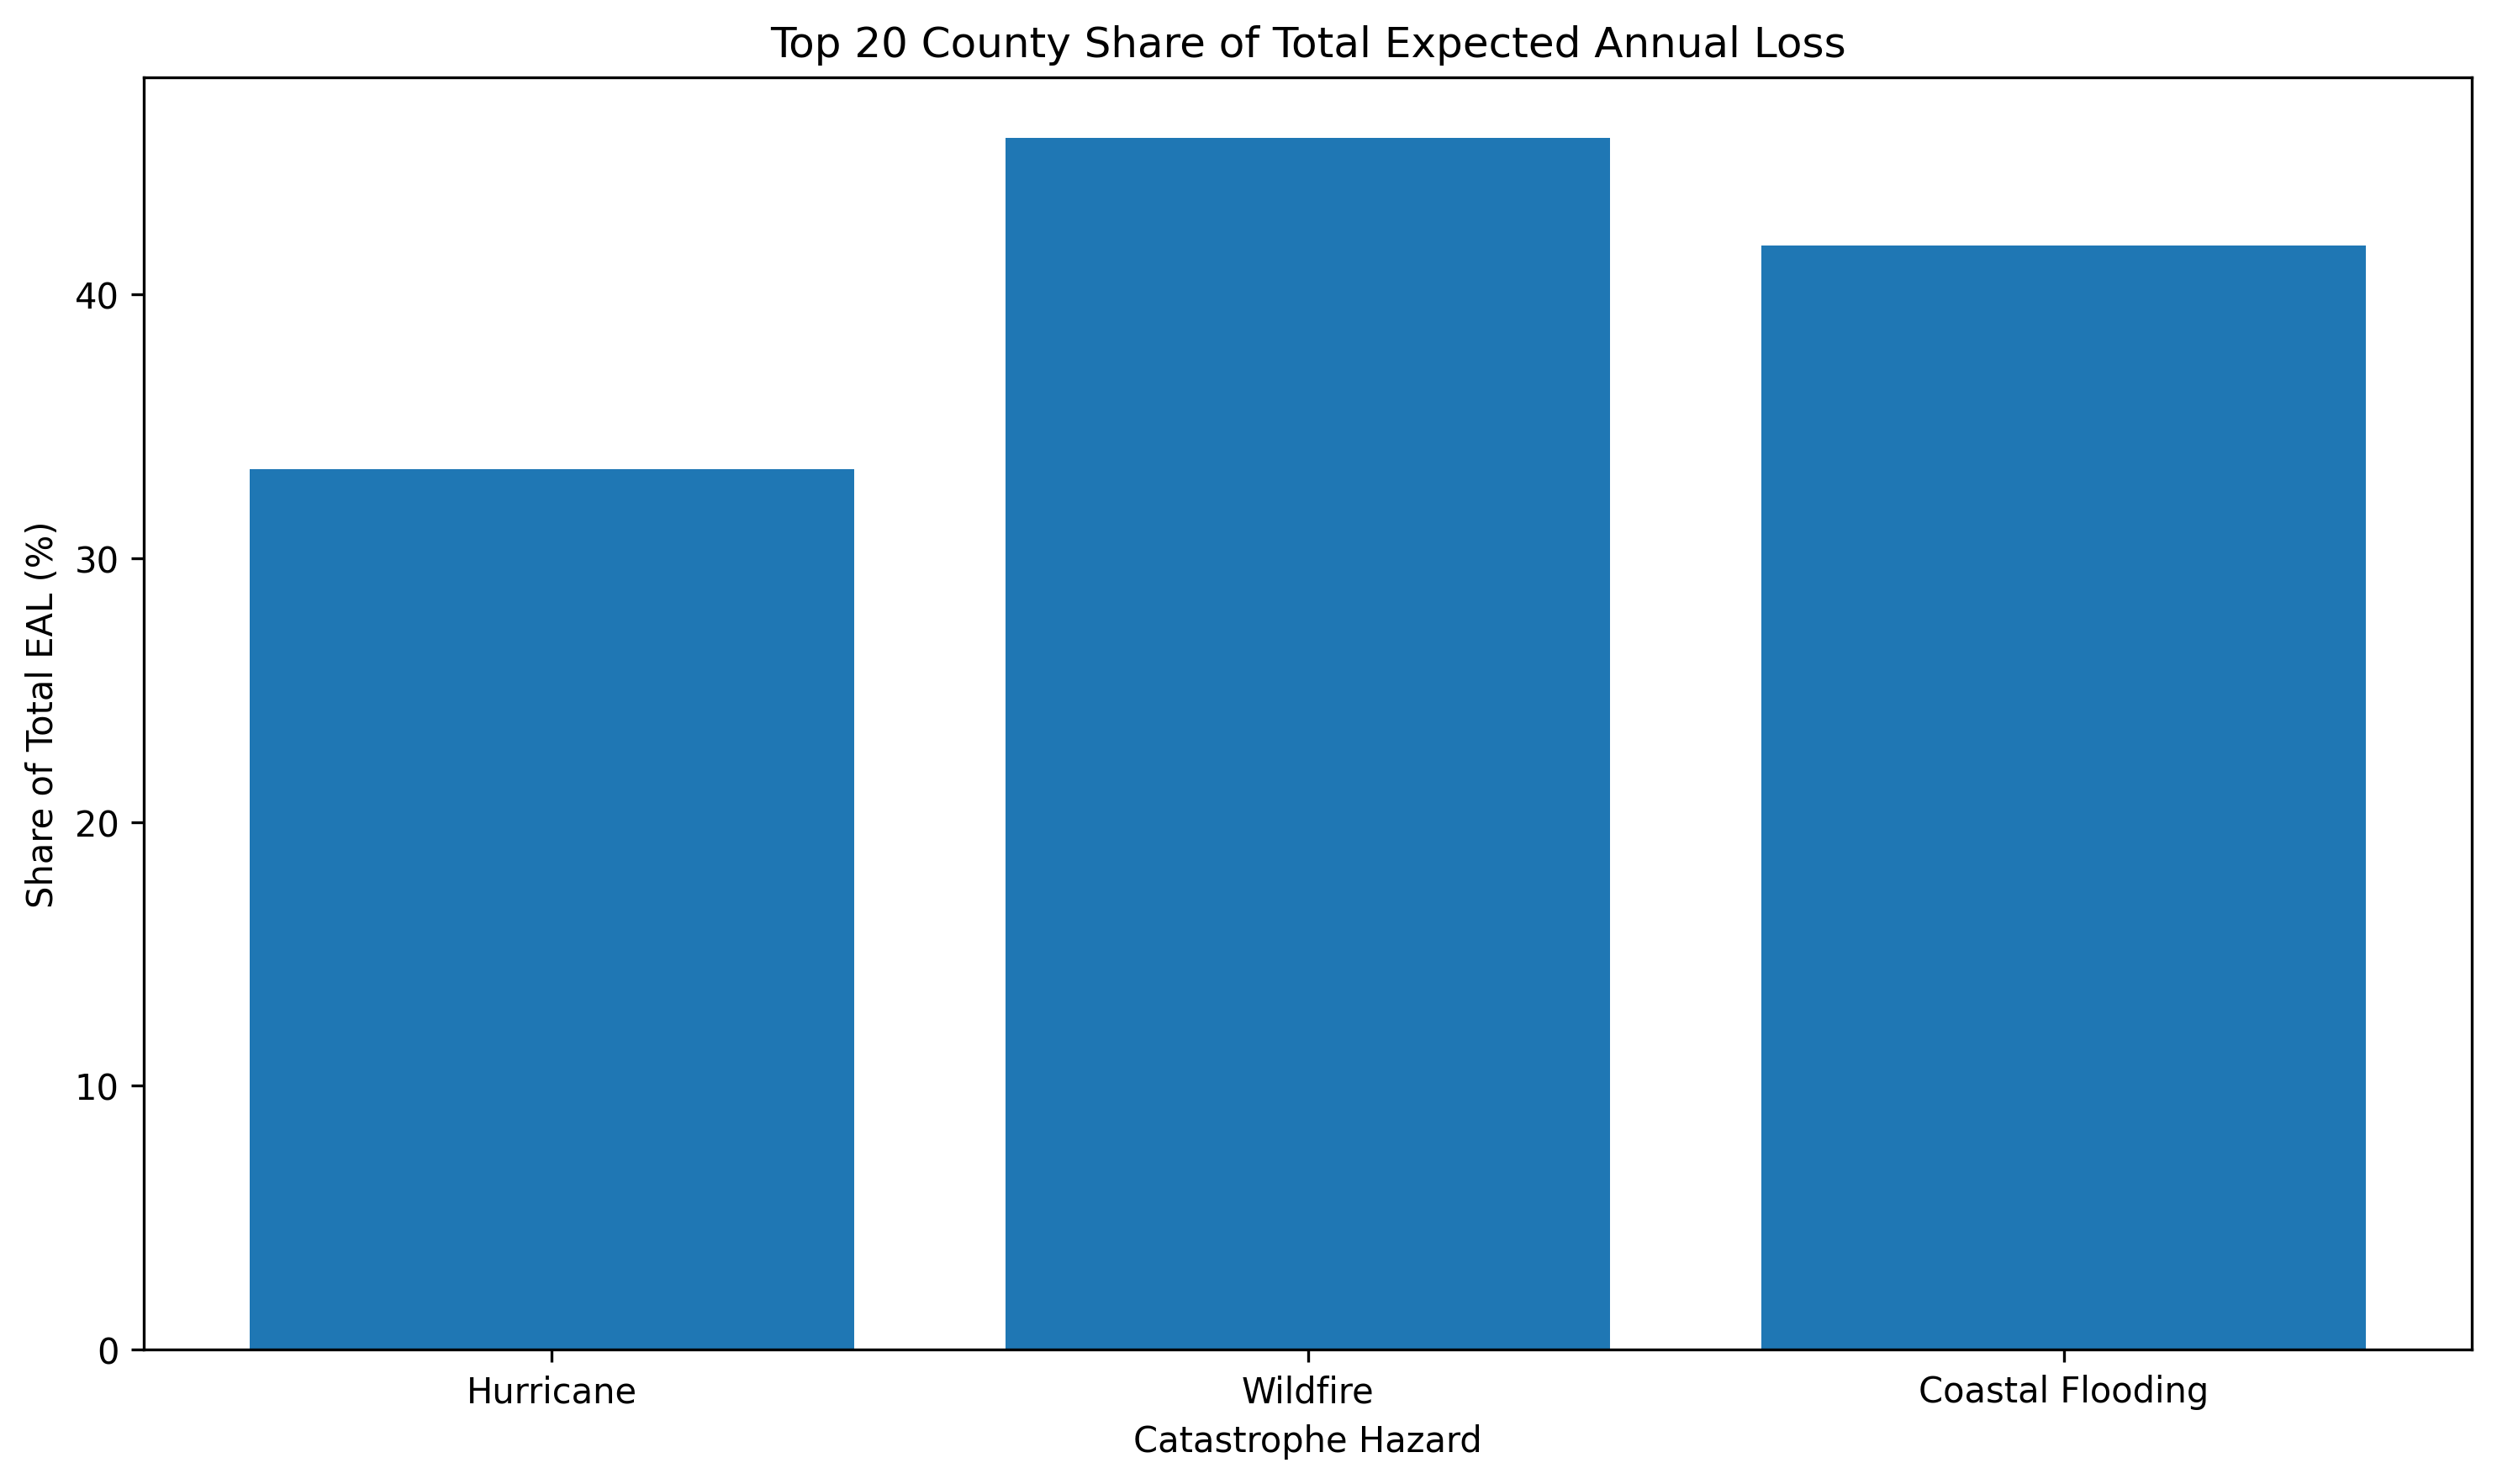 Top 20 County Share of Total Expected Annual Loss
Share of Total EAL (%)
40
30
20
10
0
Hurricane
Wildfire
Coastal Flooding
Catastrophe Hazard